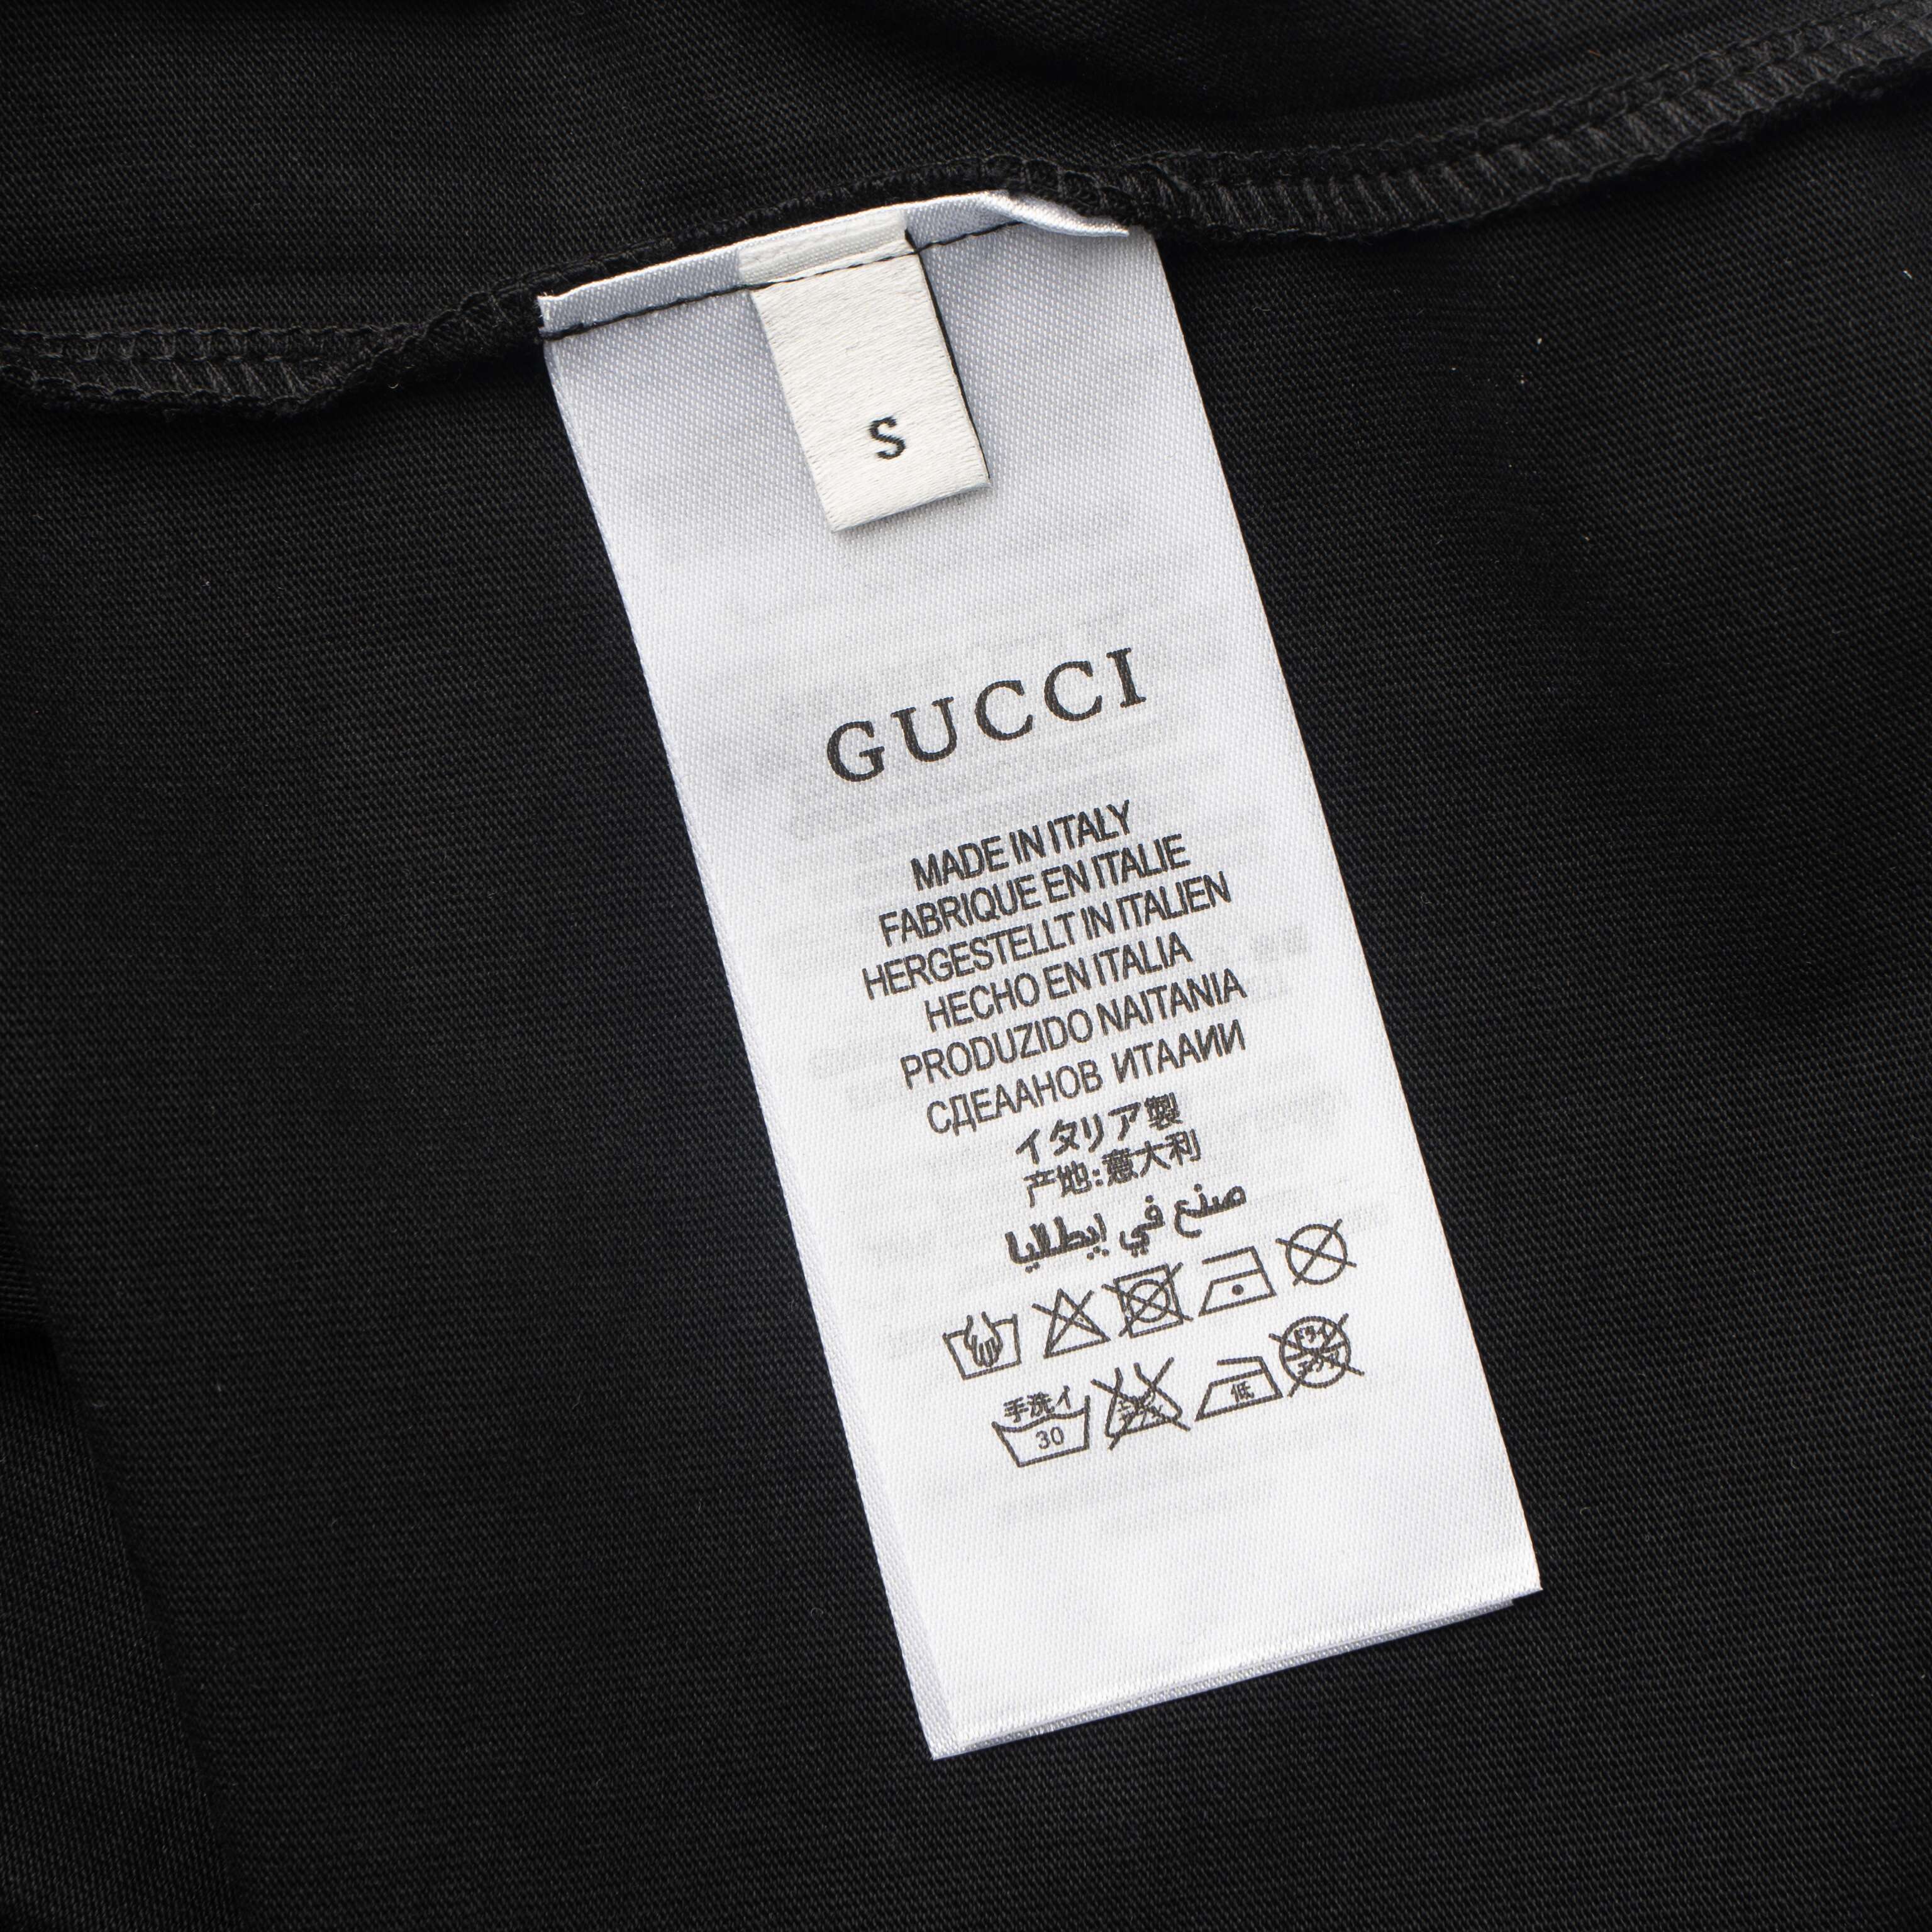 S
GUCCI
MADE IN ITALY
FABRIQUE EN ITALIE
HERGESTELLT IN ITALIEN
HECHO EN ITALIA
PRODUZIDO NAITANIA
СДЕААНОВ ИТААИИ
イタリア製
产地:意大利
صنع في إيطاليا
手洗イ
30
低